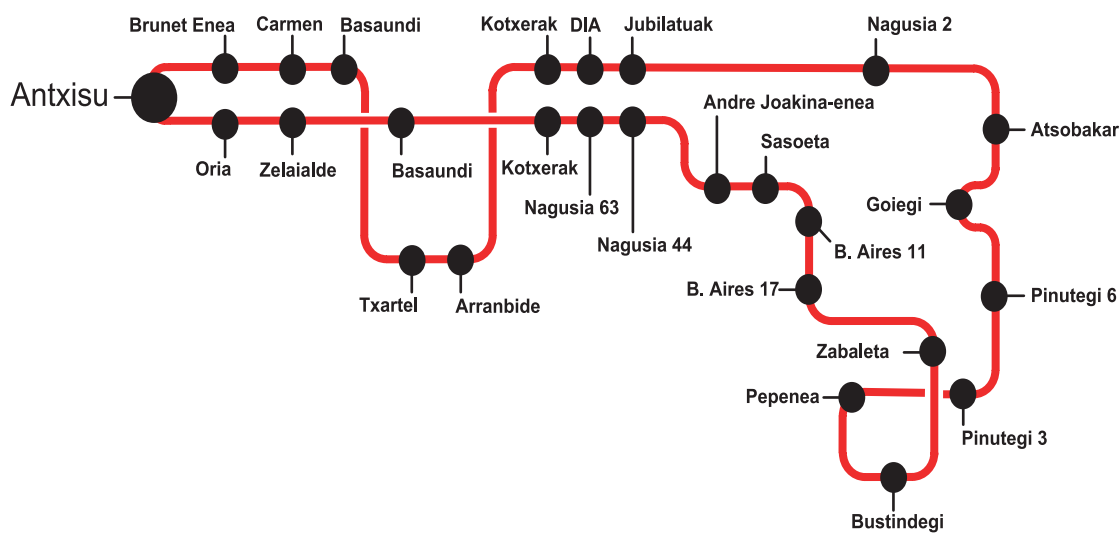 Brunet Enea
Carmen
Basaundi
Kotxerak
DIA
Jubilatuak
Nagusia 2
Antxisu
Andre Joakina-enea
Atsobakar
Sasoeta
Oria
Zelaialde
Basaundi
Kotxerak
Nagusia 63
Goiegi
Nagusia 44
B. Aires 11
B. Aires 17
Pinutegi 6
Txartel
Arranbide
Zabaleta
Pepenea
Pinutegi 3
Bustindegi